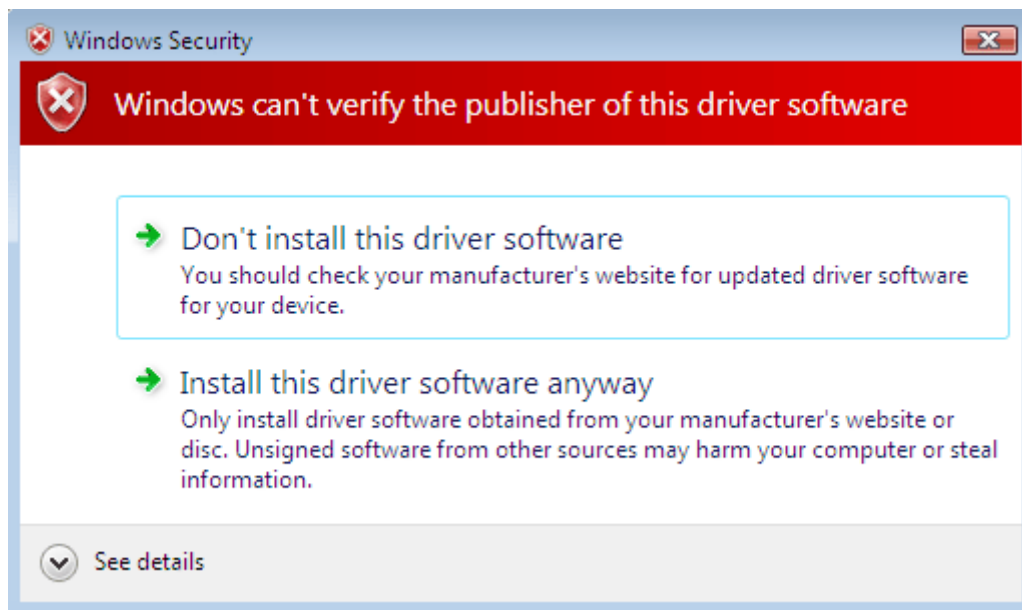 Windows Security
Windows can't verify the publisher of this driver software
Don't install this driver software
You should check your manufacturer's website for updated driver software
for your device.
Install this driver software anyway
Only install driver software obtained from your manufacturer's website or
disc. Unsigned software from other sources may harm your computer or steal
information.
See details